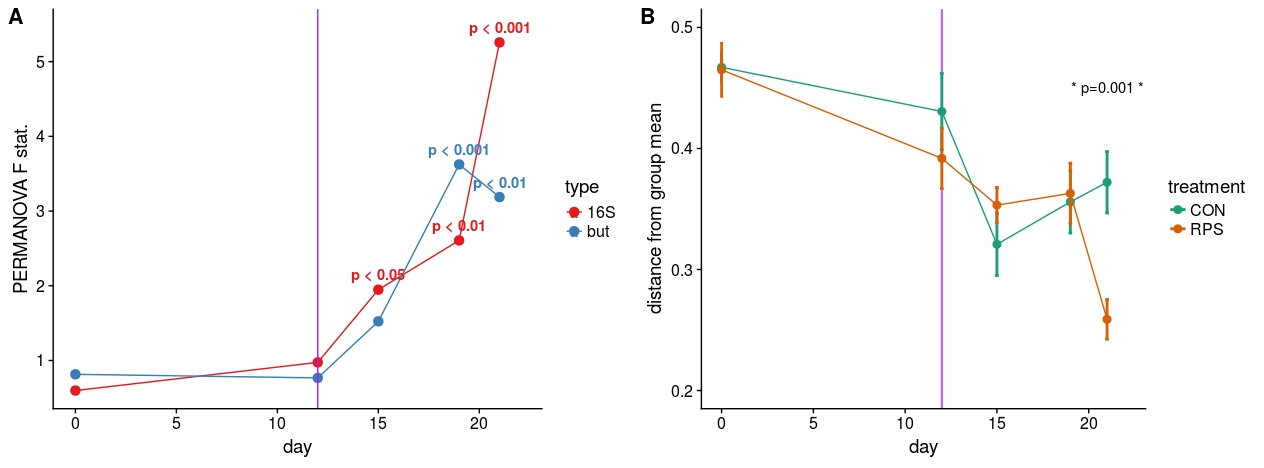 A
PERMANOVA F stat.
5
4
3
2
1
p < 0.001
p < 0.001
p < 0.01
p < 0.01
p < 0.05
0 5 10 15 20
day
type
16S
but
B
distance from group mean
0.5
0.4
0.3
0.2
* p=0.001 *
0 5 10 15 20
day
treatment
CON
RPS